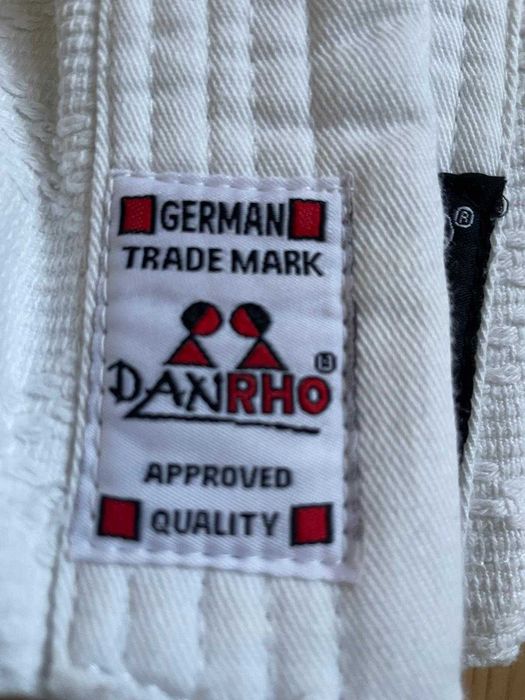 GERMAN
TRADE MARK
DANRHO®
APPROVED
QUALITY
®